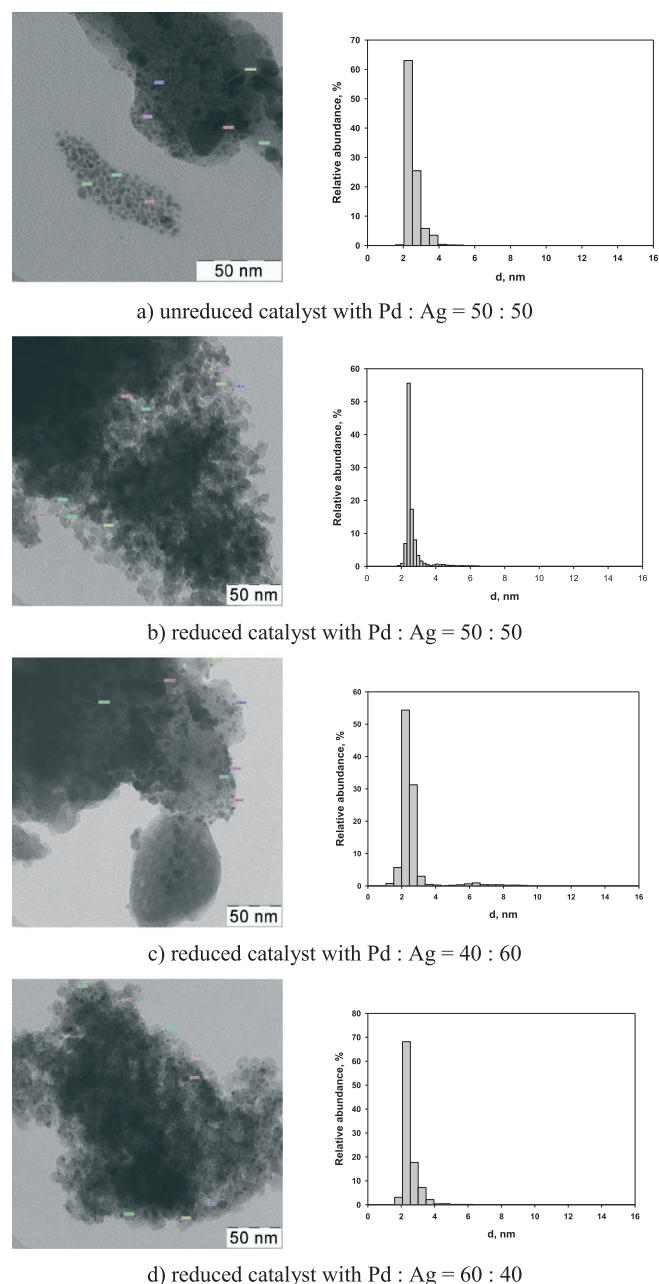 70
60
50
40
30
20
10
0
Relative abundance, %
0 2 4 6 8 10 12 14 16
d, nm
50 nm
a) unreduced catalyst with Pd : Ag = 50 : 50
60
50
40
30
20
10
0
Relative abundance, %
0 2 4 6 8 10 12 14 16
d, nm
50 nm
b) reduced catalyst with Pd : Ag = 50 : 50
60
50
40
30
20
10
0
Relative abundance, %
0 2 4 6 8 10 12 14 16
d, nm
50 nm
c) reduced catalyst with Pd : Ag = 40 : 60
80
70
60
50
40
30
20
10
0
Relative abundance, %
0 2 4 6 8 10 12 14 16
d, nm
50 nm
d) reduced catalyst with Pd : Ag = 60 : 40